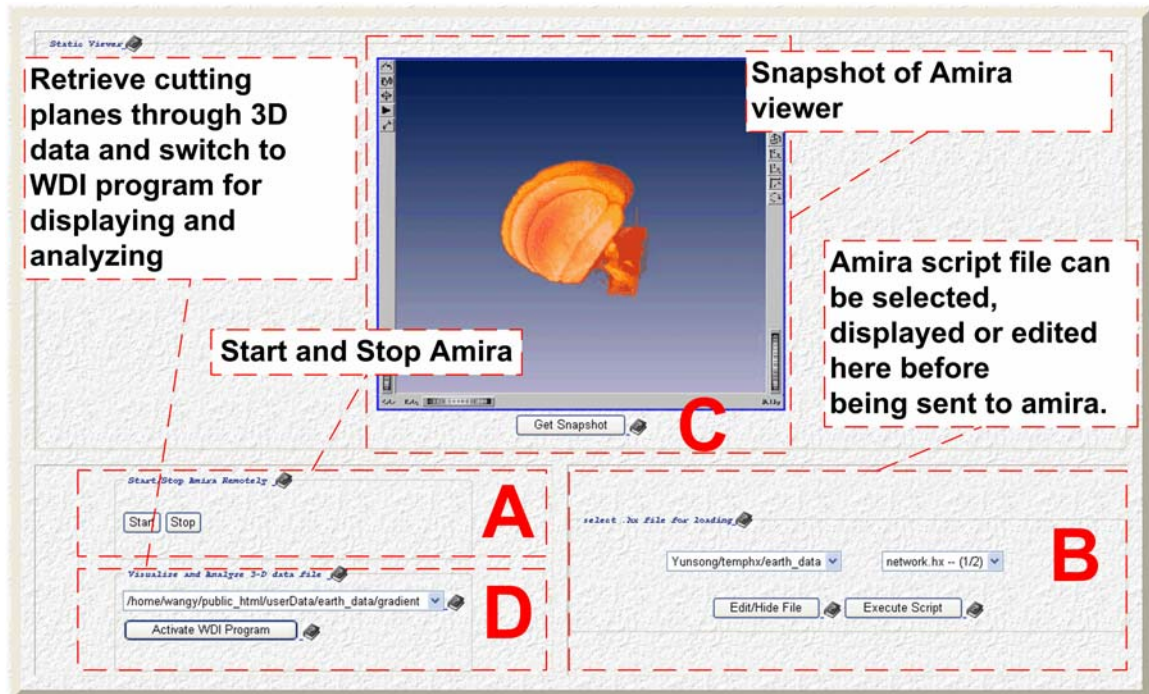 Static Viewer
Retrieve cutting
planes through 3D
data and switch to
WDI program for
displaying and
analyzing
Snapshot of Amira
viewer
Amira script file can
be selected,
displayed or edited
here before
being sent to amira.
Start and Stop Amira
Get Snapshot
C
Start/Stop Amira Remotely
Start Stop
A
select .hx file for loading
Yunsong/temphx/earth_data network.hx -- (1/2)
Edit/Hide File Execute Script
B
Visualize and Analyze 3-D data file
/home/wangy/public_html/userData/earth_data/gradient
Activate WDI Program
D